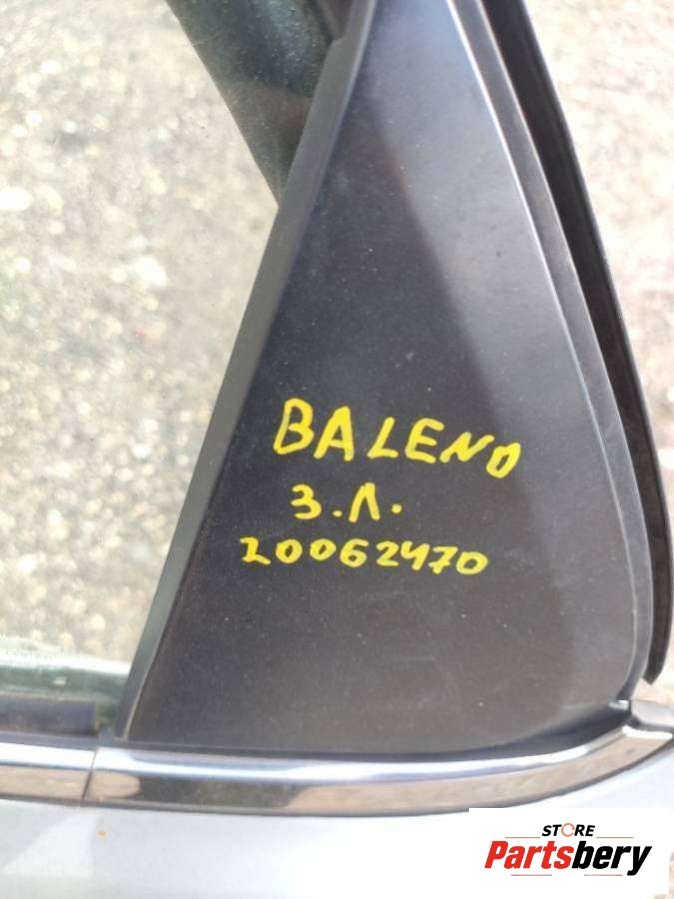 BALENO
З.Л.
20062470
STORE
Partsbery